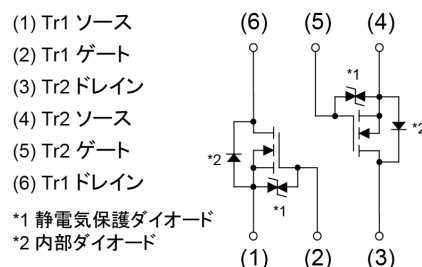 (1) Tr1 ソース
(2) Tr1 ゲート
(3) Tr2 ドレイン
(4) Tr2 ソース
(5) Tr2 ゲート
(6) Tr1 ドレイン
*1 静電気保護ダイオード
*2 内部ダイオード
(6) (5) (4)
*1
*2
*2
*1
(1) (2) (3)